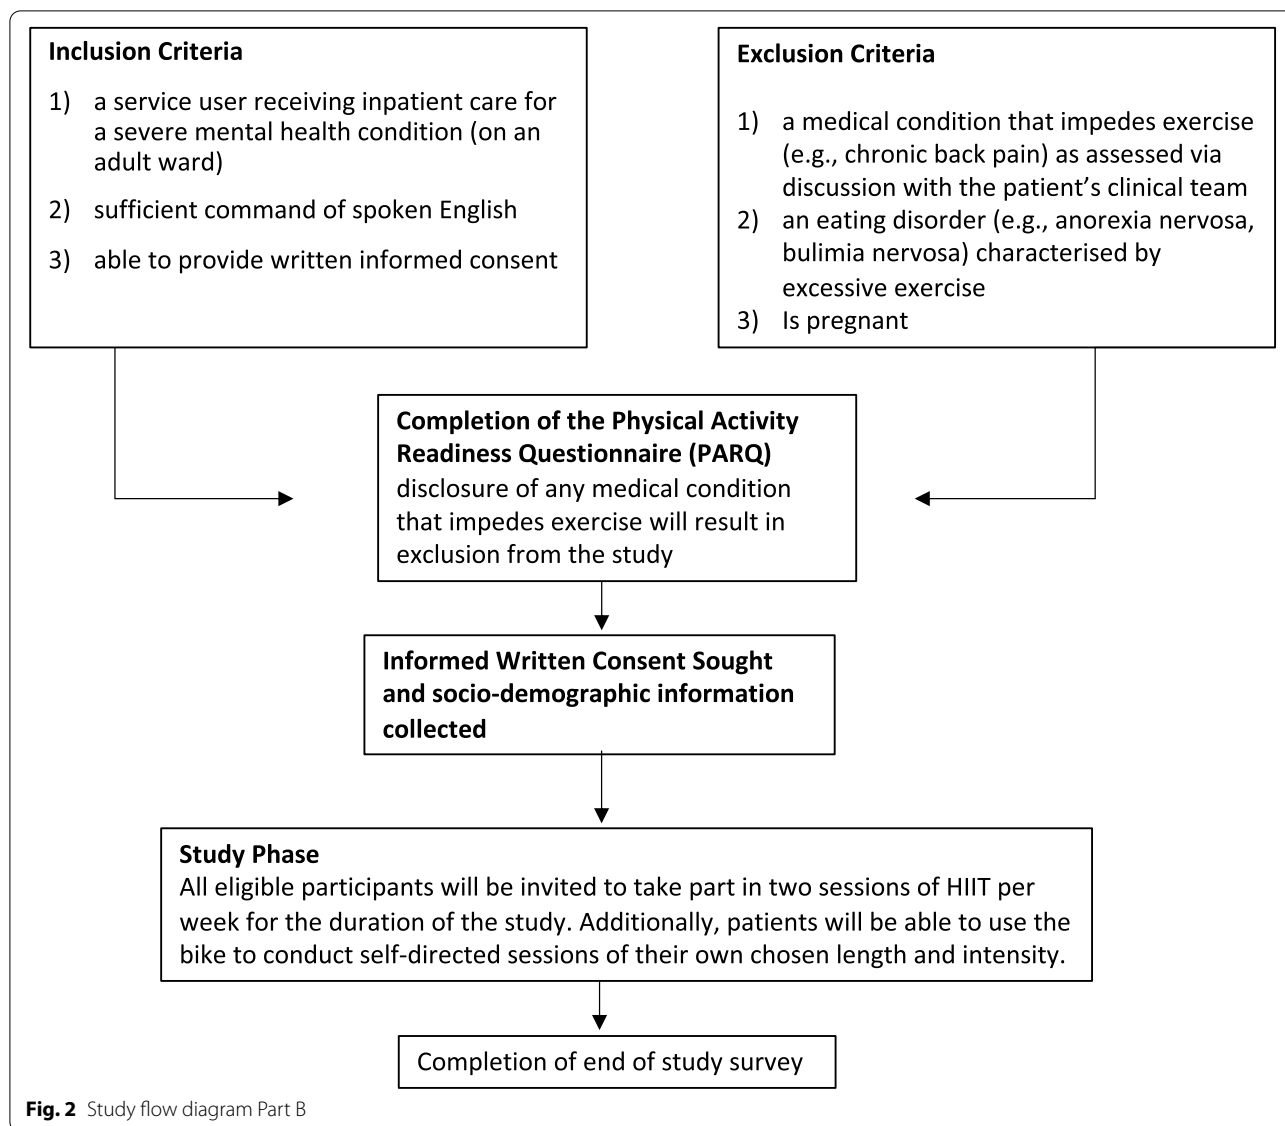 Inclusion Criteria
1) a service user receiving inpatient care for
a severe mental health condition (on an
adult ward)
2) sufficient command of spoken English
3) able to provide written informed consent
Exclusion Criteria
1) a medical condition that impedes exercise
(e.g., chronic back pain) as assessed via
discussion with the patient’s clinical team
2) an eating disorder (e.g., anorexia nervosa,
bulimia nervosa) characterised by
excessive exercise
3) Is pregnant
Completion of the Physical Activity
Readiness Questionnaire (PARQ)
disclosure of any medical condition
that impedes exercise will result in
exclusion from the study
Informed Written Consent Sought
and socio-demographic information
collected
Study Phase
All eligible participants will be invited to take part in two sessions of HIIT per
week for the duration of the study. Additionally, patients will be able to use the
bike to conduct self-directed sessions of their own chosen length and intensity.
Completion of end of study survey
Fig. 2 Study flow diagram Part B